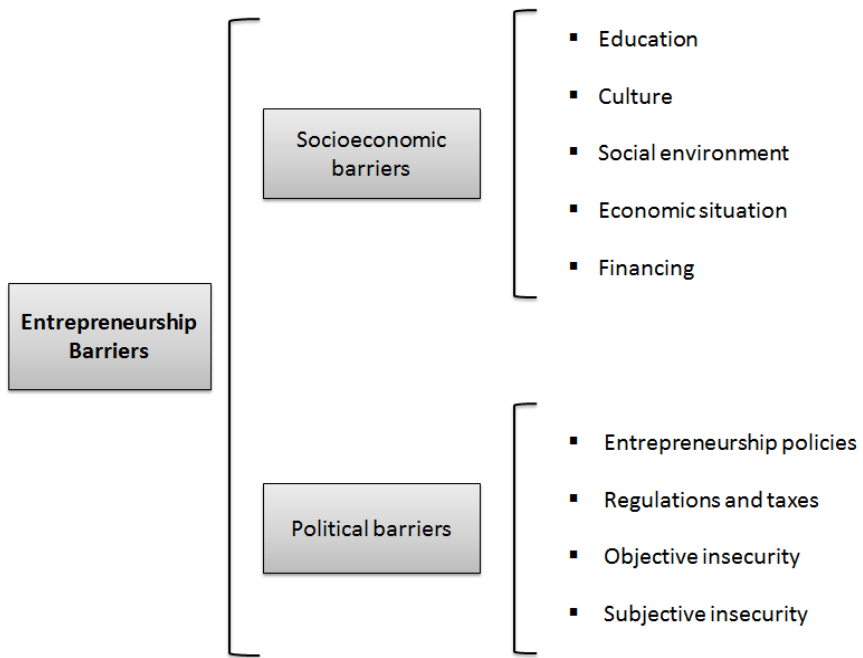 Entrepreneurship
Barriers
Socioeconomic
barriers
Education
Culture
Social environment
Economic situation
Financing
Political barriers
Entrepreneurship policies
Regulations and taxes
Objective insecurity
Subjective insecurity